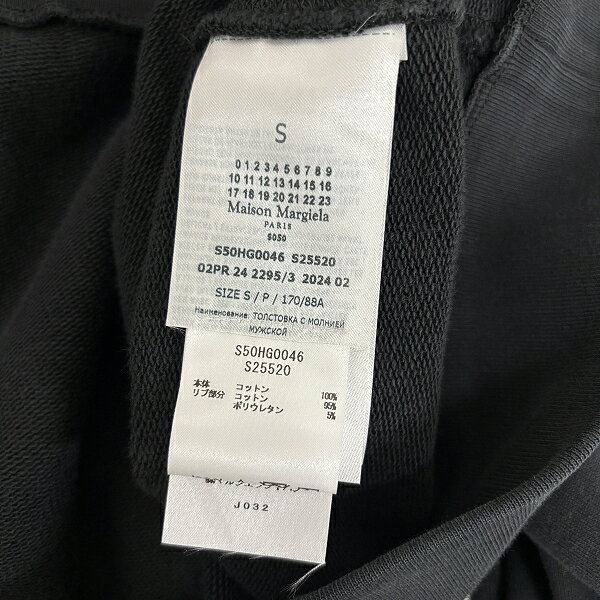 S
0 1 2 3 4 5 6 7 8 9
10 11 12 13 14 15 16
17 18 19 20 21 22 23
Maison Margiela
PARIS
S050
S50HG0046 S25520
02PR 24 2295/3 2024 02
SIZE S / P / 170/88A
Наименование: ТОЛСТОВКА С МОЛНИЕЙ
МУЖСКОЙ
S50HG0046
S25520
本体 コットン 100%
リブ部分 コットン 95%
ポリウレタン 5%
J032